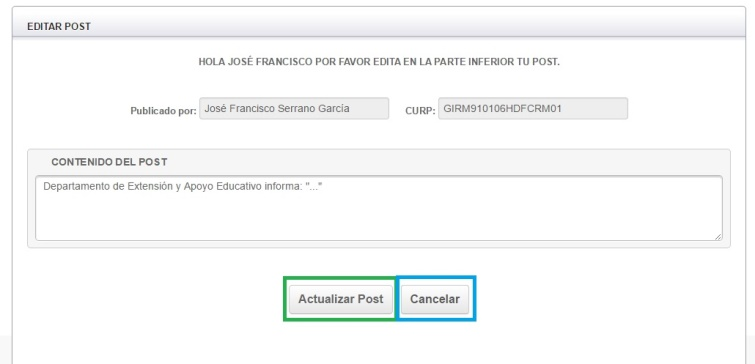 EDITAR POST
HOLA JOSÉ FRANCISCO POR FAVOR EDITA EN LA PARTE INFERIOR TU POST.
Publicado por: José Francisco Serrano García CURP: GIRM910106HDFCRM01
CONTENIDO DEL POST
Departamento de Extensión y Apoyo Educativo informa: "..."
Actualizar Post Cancelar